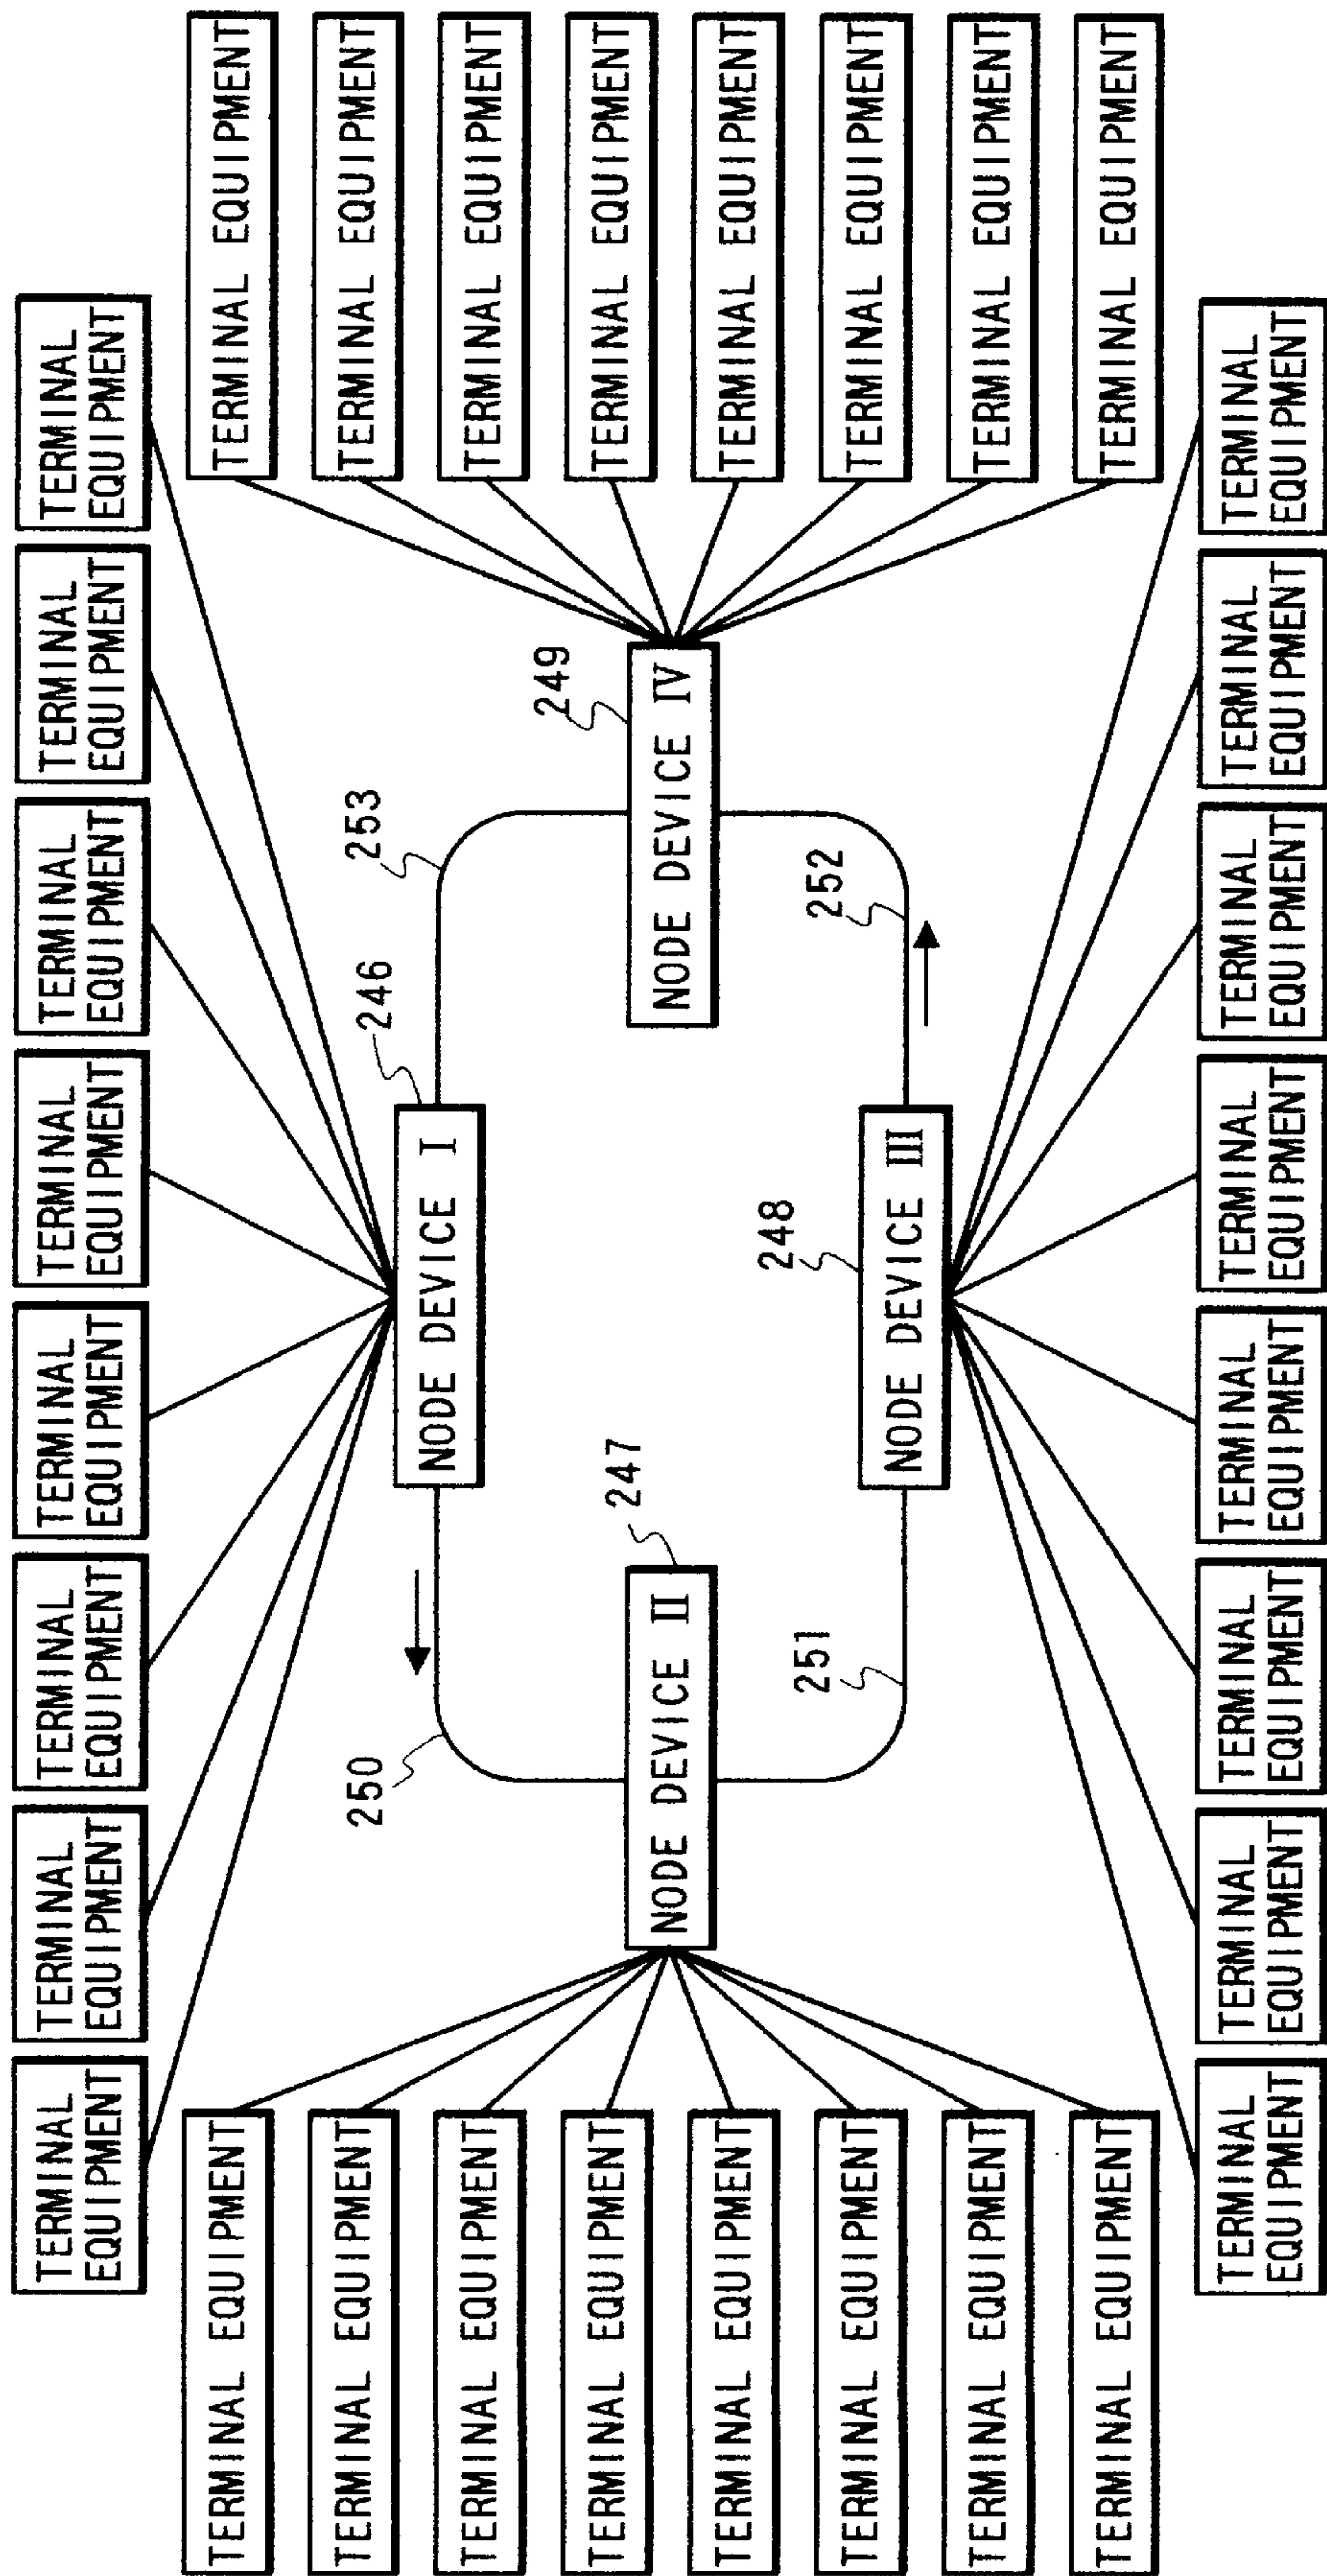 TERMINAL
EQUIPMENT
TERMINAL
EQUIPMENT
TERMINAL
EQUIPMENT
TERMINAL
EQUIPMENT
TERMINAL
EQUIPMENT
TERMINAL
EQUIPMENT
TERMINAL
EQUIPMENT
TERMINAL
EQUIPMENT
TERMINAL EQUIPMENT
TERMINAL EQUIPMENT
TERMINAL EQUIPMENT
TERMINAL EQUIPMENT
TERMINAL EQUIPMENT
TERMINAL EQUIPMENT
TERMINAL EQUIPMENT
TERMINAL EQUIPMENT
250
246
253
NODE DEVICE I
247
249
NODE DEVICE II
NODE DEVICE IV
248
251
252
NODE DEVICE III
TERMINAL EQUIPMENT
TERMINAL EQUIPMENT
TERMINAL EQUIPMENT
TERMINAL EQUIPMENT
TERMINAL EQUIPMENT
TERMINAL EQUIPMENT
TERMINAL EQUIPMENT
TERMINAL EQUIPMENT
TERMINAL
EQUIPMENT
TERMINAL
EQUIPMENT
TERMINAL
EQUIPMENT
TERMINAL
EQUIPMENT
TERMINAL
EQUIPMENT
TERMINAL
EQUIPMENT
TERMINAL
EQUIPMENT
TERMINAL
EQUIPMENT